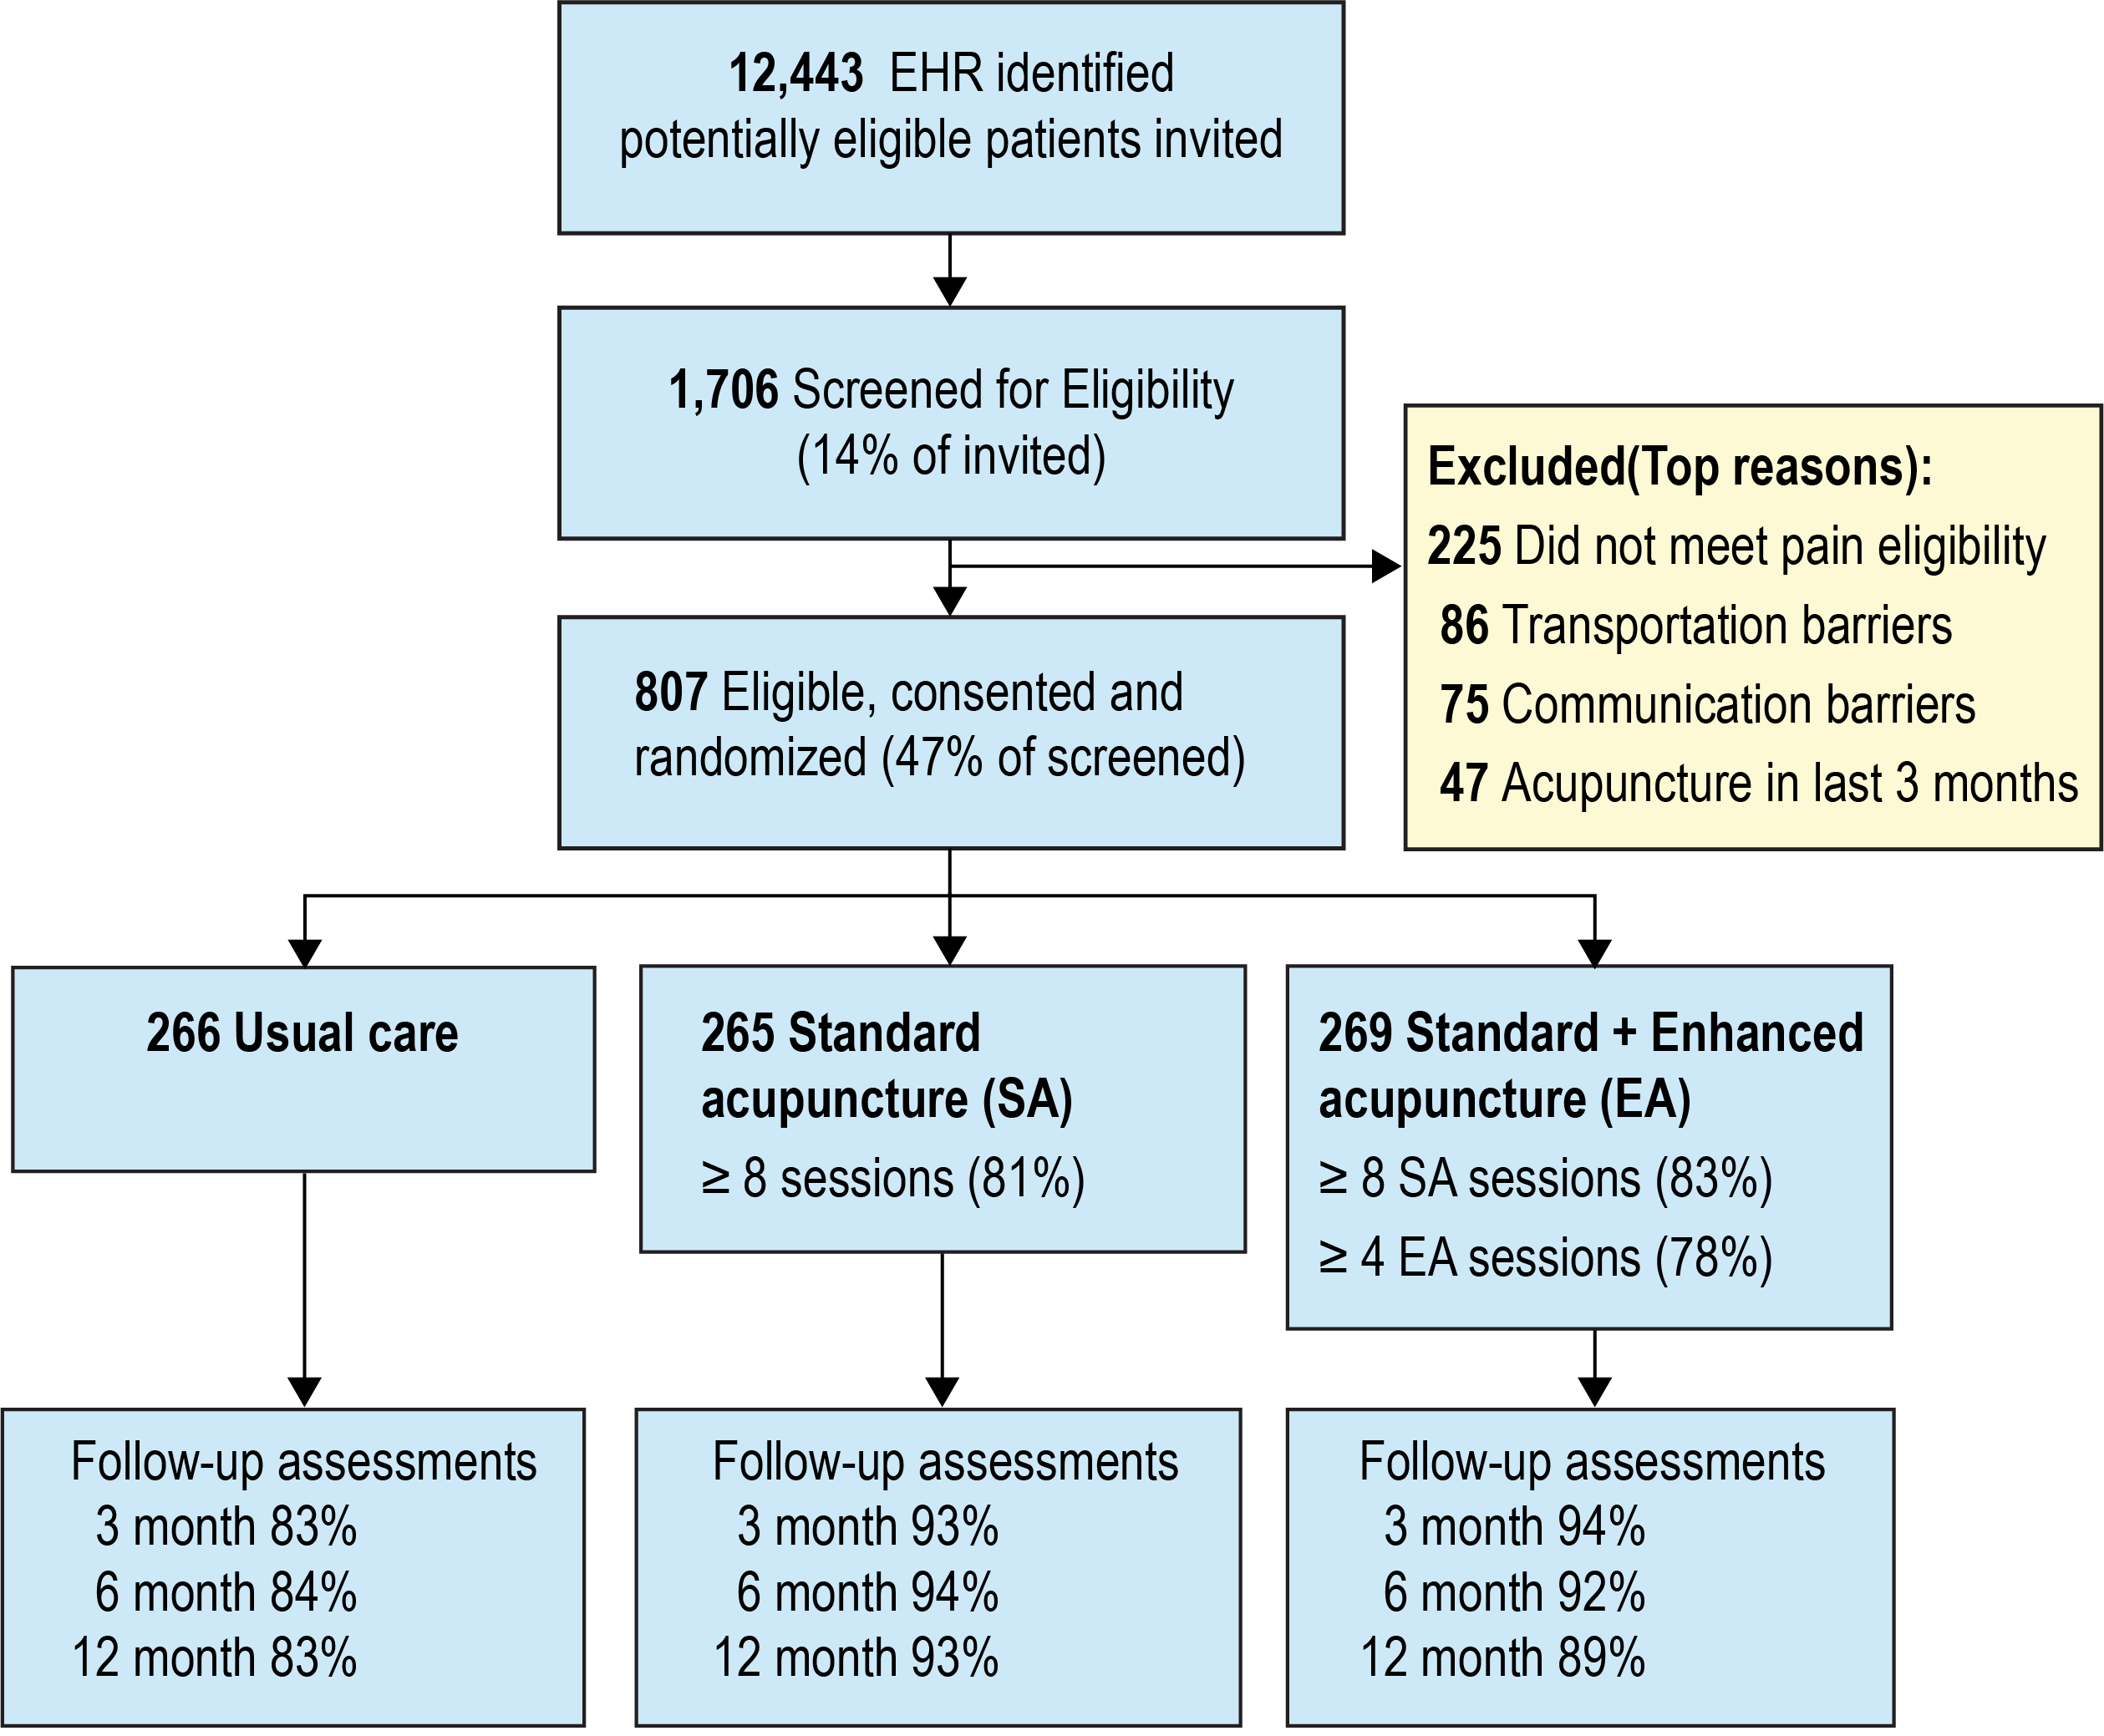 12,443 EHR identified
potentially eligible patients invited
1,706 Screened for Eligibility
(14% of invited)
Excluded(Top reasons):
225 Did not meet pain eligibility
86 Transportation barriers
75 Communication barriers
47 Acupuncture in last 3 months
807 Eligible, consented and
randomized (47% of screened)
266 Usual care
265 Standard
acupuncture (SA)
≥ 8 sessions (81%)
269 Standard + Enhanced
acupuncture (EA)
≥ 8 SA sessions (83%)
≥ 4 EA sessions (78%)
Follow-up assessments
3 month 83%
6 month 84%
12 month 83%
Follow-up assessments
3 month 93%
6 month 94%
12 month 93%
Follow-up assessments
3 month 94%
6 month 92%
12 month 89%